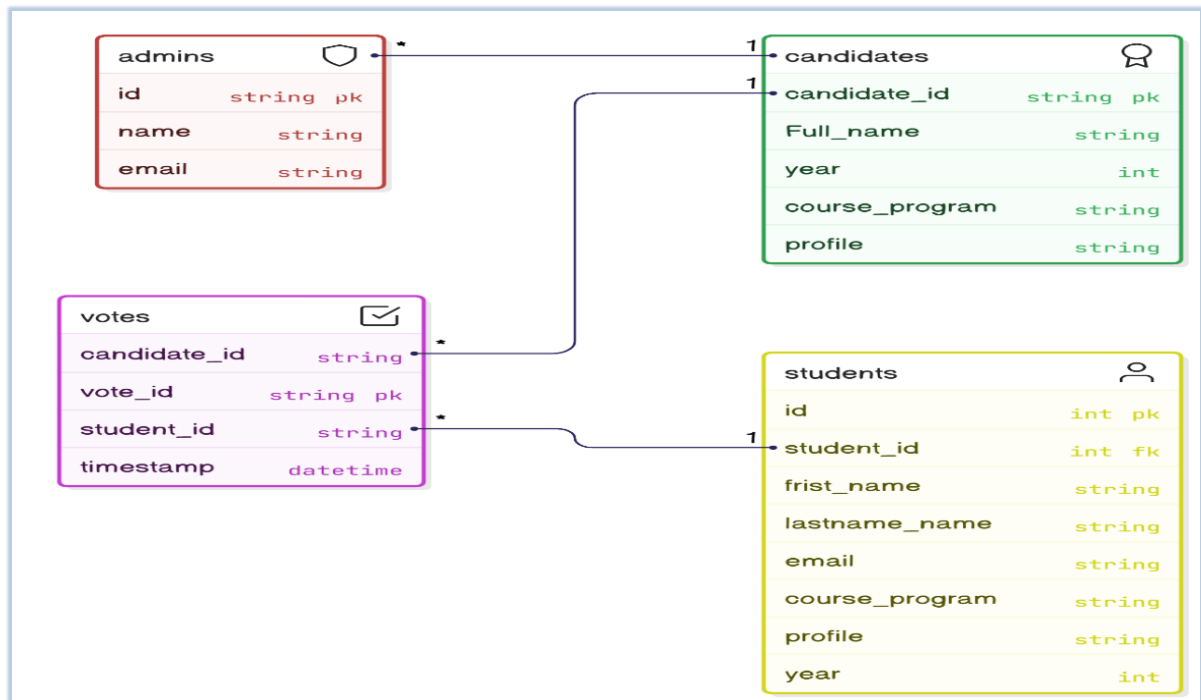 admins
id string pk
name string
email string
* 1
1
candidates
candidate_id string pk
Full_name string
year int
course_program string
profile string
votes
candidate_id string
vote_id string pk
student_id string
timestamp datetime
*
* 1
students
id int pk
student_id int fk
frist_name string
lastname_name string
email string
course_program string
profile string
year int